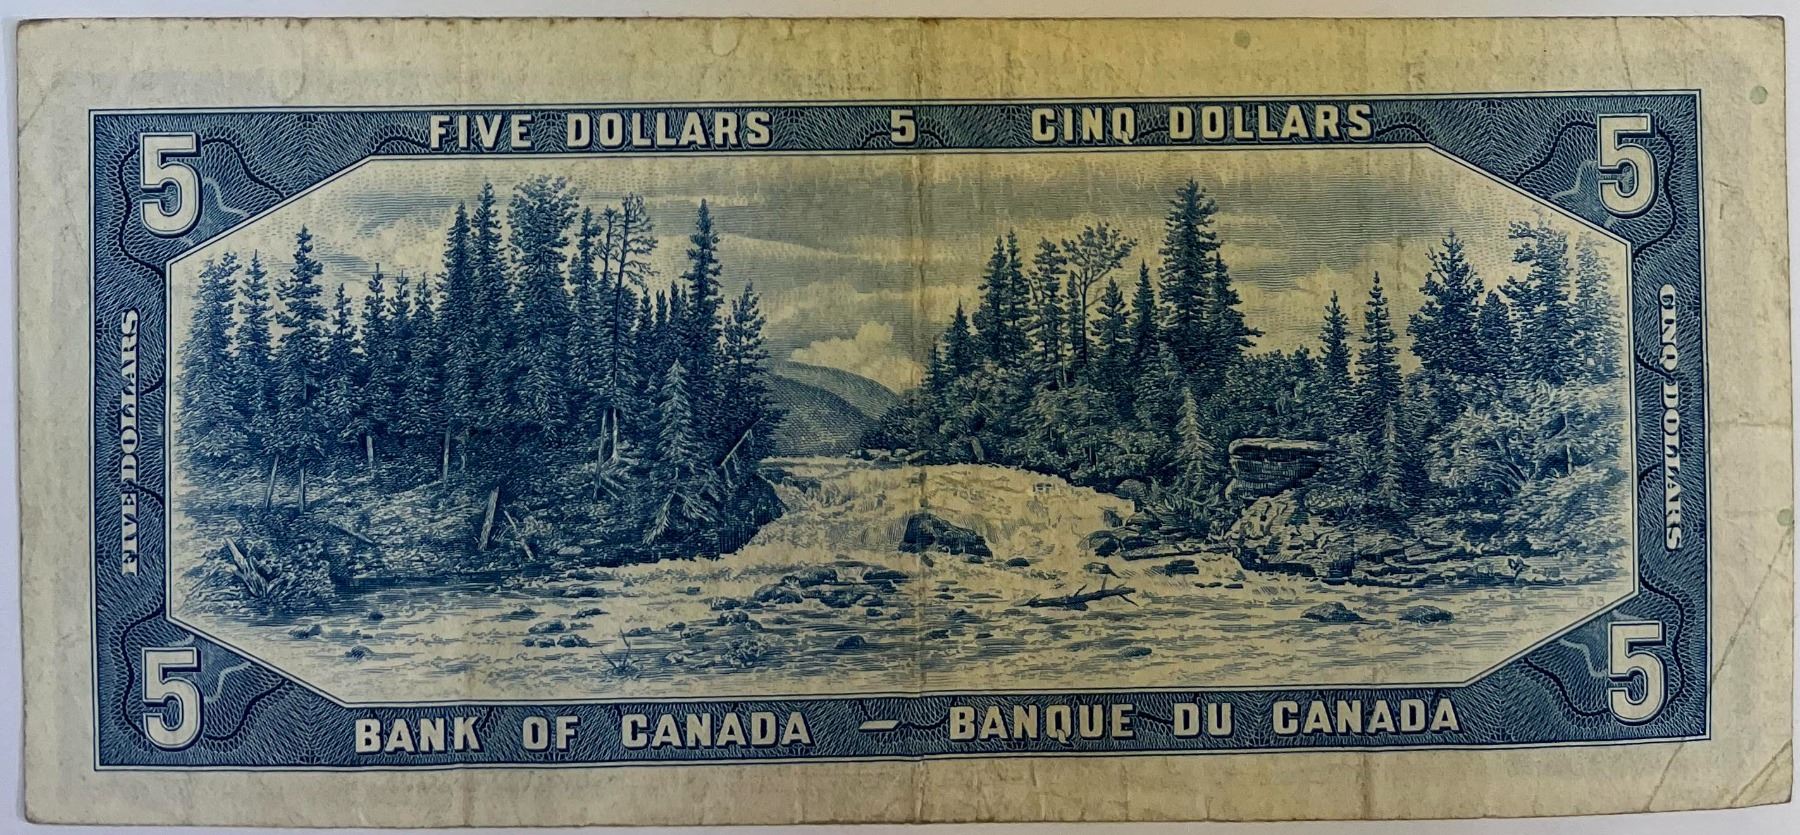 FIVE DOLLARS 5 CINQ DOLLARS
5 5
FIVE DOLLARS
CINQ DOLLARS
5 5
BANK OF CANADA — BANQUE DU CANADA